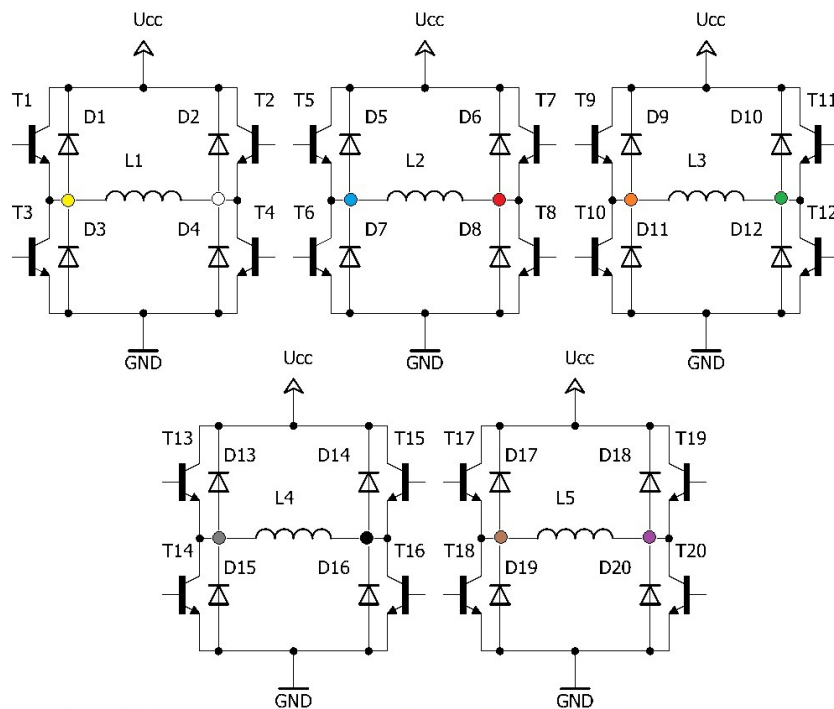 Ucc Ucc Ucc
T1 D1 D2 T2 T5 D5 D6 T7 T9 D9 D10 T11
L1 L2 L3
T3 D3 D4 T4 T6 D7 D8 T8 T10 D11 D12 T12
GND GND GND
Ucc Ucc
T13 D13 D14 T15 T17 D17 D18 T19
L4 L5
T14 D15 D16 T16 T18 D19 D20 T20
GND GND